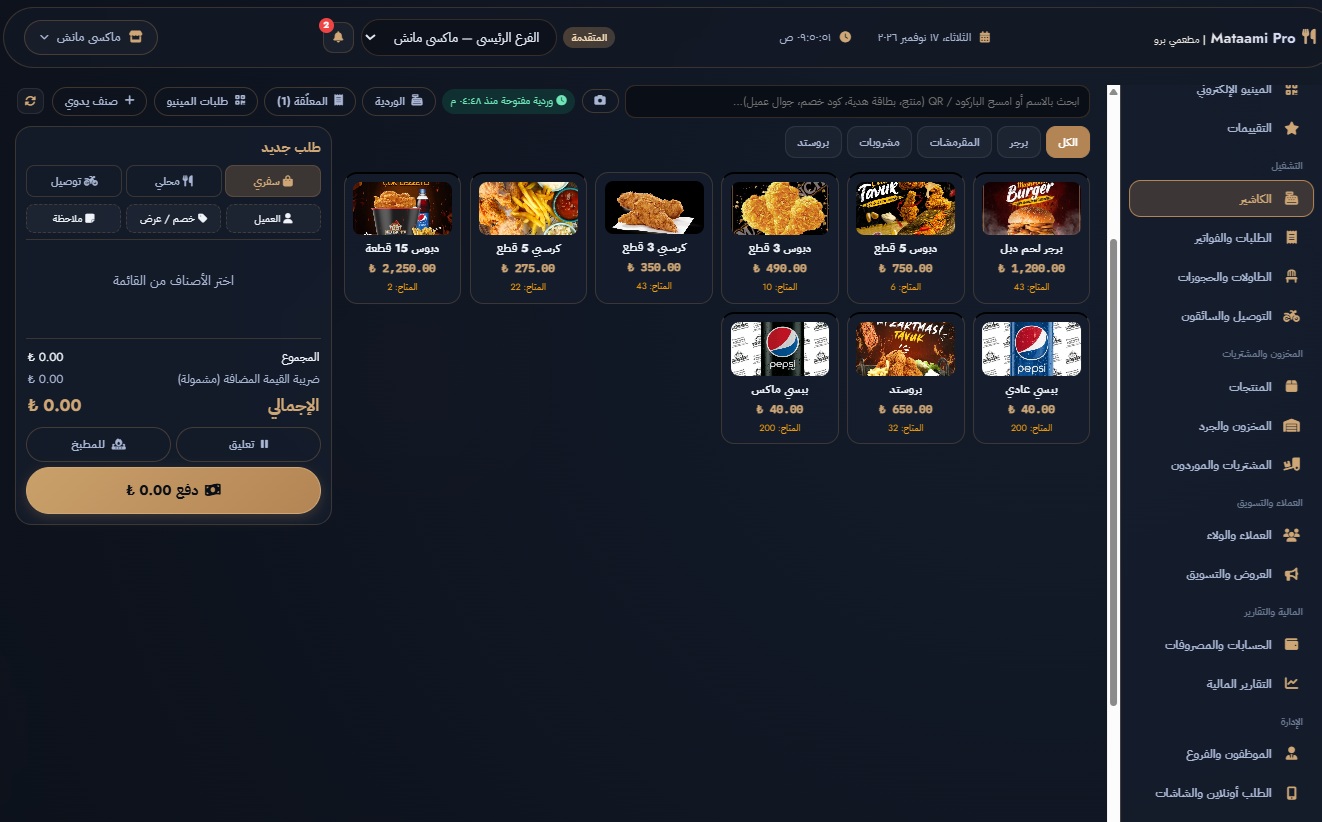 Mataami Pro | مطعمي برو
الثلاثاء، ١٧ نوفمبر ٢٠٢٦
٠٩:٥٠:٥١ ص
المتقدمة
الفرع الرئيسي — ماكسي مانش
2
ماكسي مانش
المينيو الإلكتروني
التقييمات
التشغيل
الكاشير
الطلبات والفواتير
الطاولات والحجوزات
التوصيل والسائقون
المخزون والمشتريات
المنتجات
المخزون والجرد
المشتريات والموردون
العملاء والتسويق
العملاء والولاء
العروض والتسويق
المالية والتقارير
الحسابات والمصروفات
التقارير المالية
الإدارة
الموظفون والفروع
الطلب أونلاين والشاشات
ابحث بالاسم أو امسح الباركود / QR (منتج، بطاقة هدية، كود خصم، جوال عميل)...
وردية مفتوحة منذ ٠٤:٤٨ م
الوردية
المعلّقة (1)
طلبات المينيو
صنف يدوي
الكل
برجر
المقرمشات
مشروبات
بروستد
Burger
برجر لحم دبل
₺ 1,200.00
المتاح: 43
Tavuk
دبوس 5 قطع
₺ 750.00
المتاح: 6
دبوس 3 قطع
₺ 490.00
المتاح: 10
كرسبي 3 قطع
₺ 350.00
المتاح: 43
كرسبي 5 قطع
₺ 275.00
المتاح: 22
دبوس 15 قطعة
₺ 2,250.00
المتاح: 2
pepsi
ببسي عادي
₺ 40.00
المتاح: 200
TAVUK
بروستد
₺ 650.00
المتاح: 32
pepsi
ببسي ماكس
₺ 40.00
المتاح: 200
طلب جديد
سفري
محلي
توصيل
العميل
خصم / عرض
ملاحظة
اختر الأصناف من القائمة
المجموع
₺ 0.00
ضريبة القيمة المضافة (مشمولة)
₺ 0.00
الإجمالي
₺ 0.00
تعليق
للمطبخ
دفع 0.00 ₺